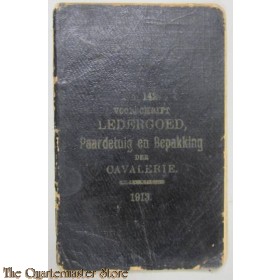 VOORSCHRIFT
LEDERGOED,
Paardetuig en Bepakking
DER
CAVALERIE.
1913.
© The Quartermaster Store